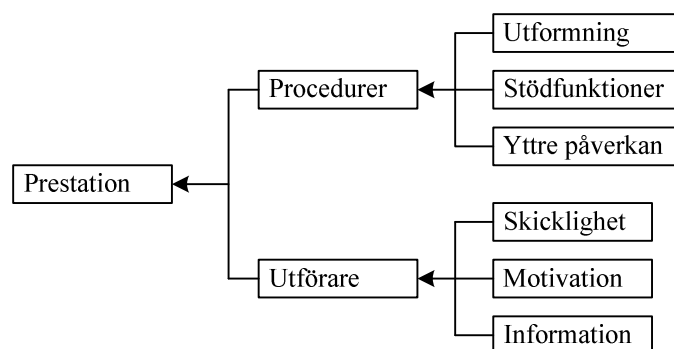 Utformning
Procedurer
Stödfunktioner
Yttre påverkan
Prestation
Skicklighet
Utförare
Motivation
Information